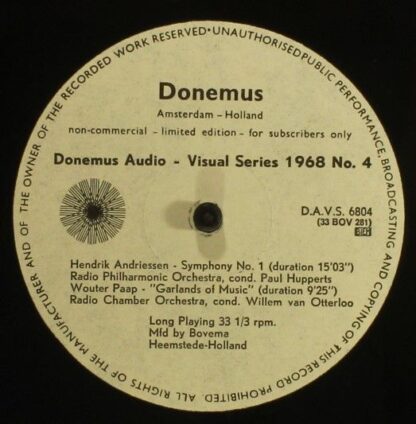 ALL RIGHTS OF THE MANUFACTURER AND OF THE OWNER OF THE RECORDED WORK RESERVED•UNAUTHORISED PUBLIC PERFORMANCE, BROADCASTING AND COPYING OF THIS RECORD PROHIBITED
Donemus
Amsterdam - Holland
non-commercial - limited edition - for subscribers only
Donemus Audio - Visual Series 1968 No. 4
D.A.V.S. 6804
(33 BOV 281)
Hendrik Andriessen - Symphony No. 1 (duration 15'03")
Radio Philharmonic Orchestra, cond. Paul Hupperts
Wouter Paap - "Garlands of Music" (duration 9'25")
Radio Chamber Orchestra, cond. Willem van Otterloo
Long Playing 33 1/3 rpm.
Mfd by Bovema
Heemstede-Holland